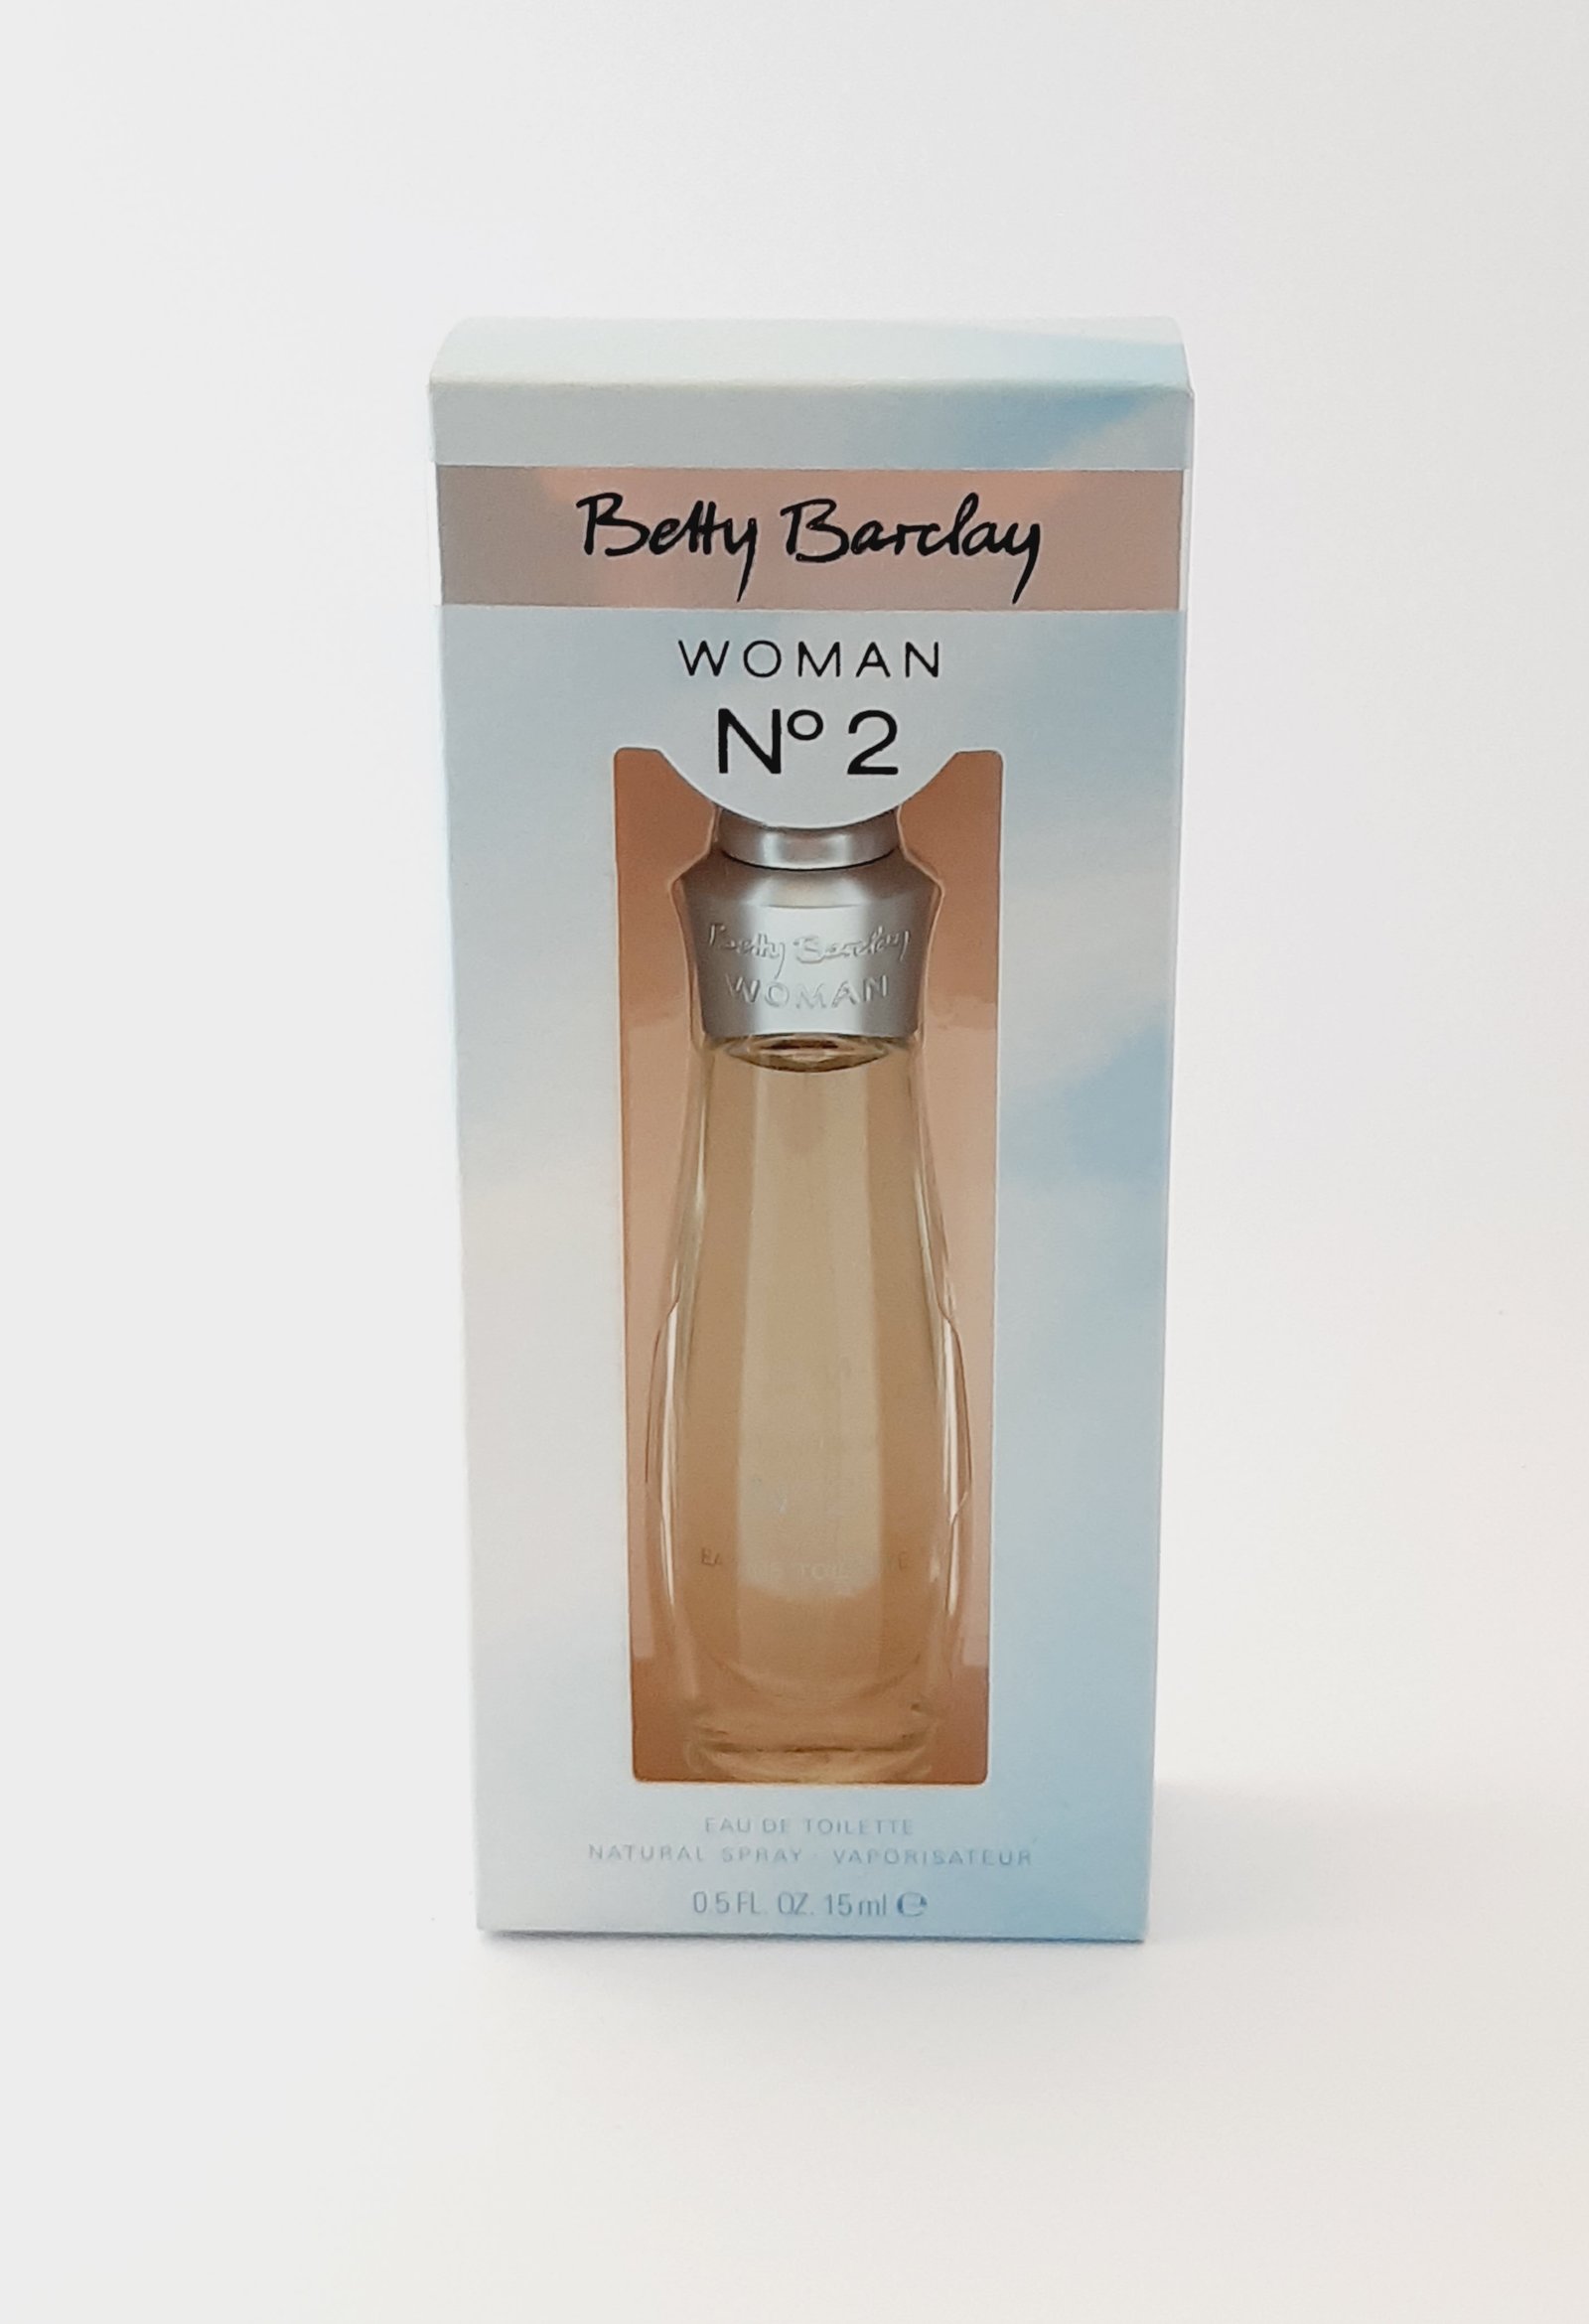 Betty Barclay
WOMAN
Nº 2
Betty Barclay
WOMAN
EAU DE TOILETTE
NATURAL SPRAY · VAPORISATEUR
0.5 FL. OZ. 15 ml ℮